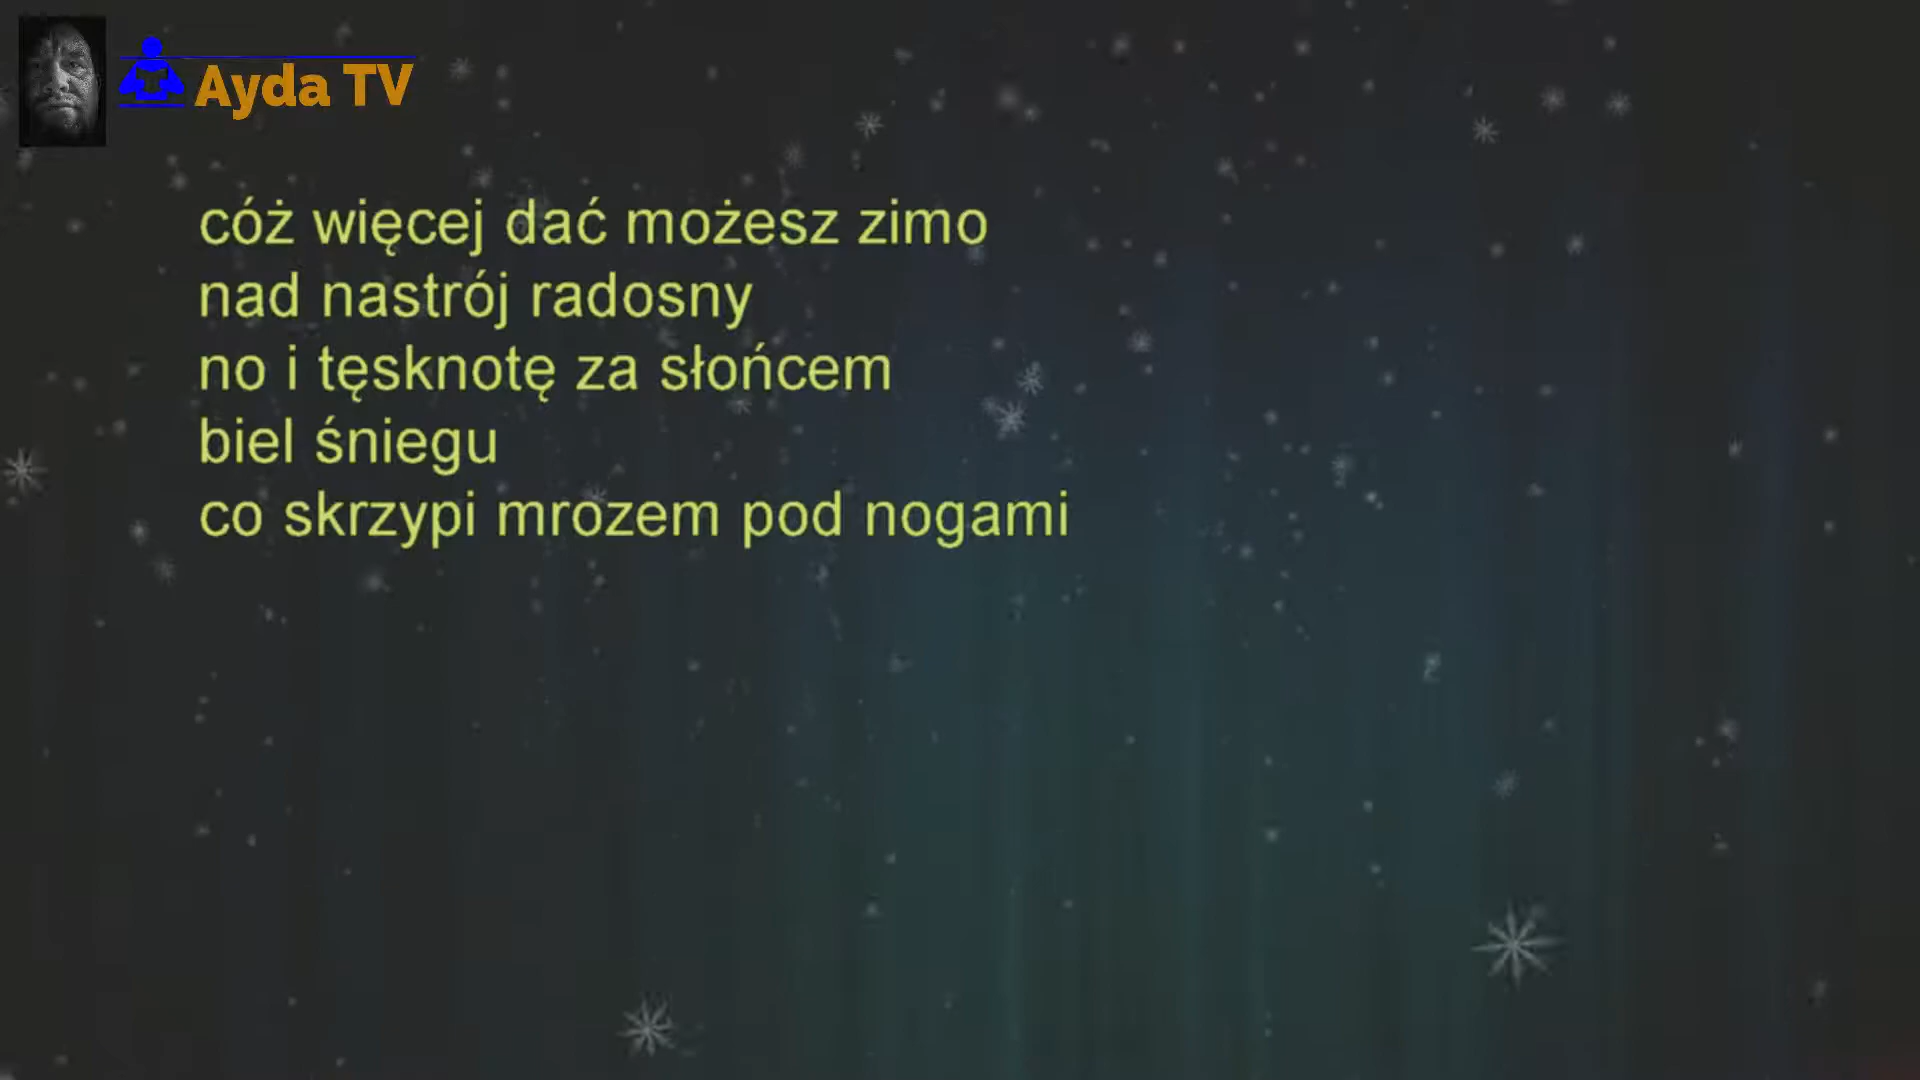 Ayda TV
cóż więcej dać możesz zimo
nad nastrój radosny
no i tęsknotę za słońcem
biel śniegu
co skrzypi mrozem pod nogami